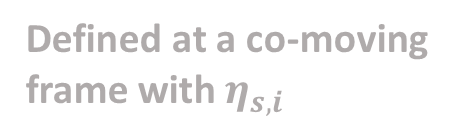 Defined at a co-moving
frame with η_{s,i}